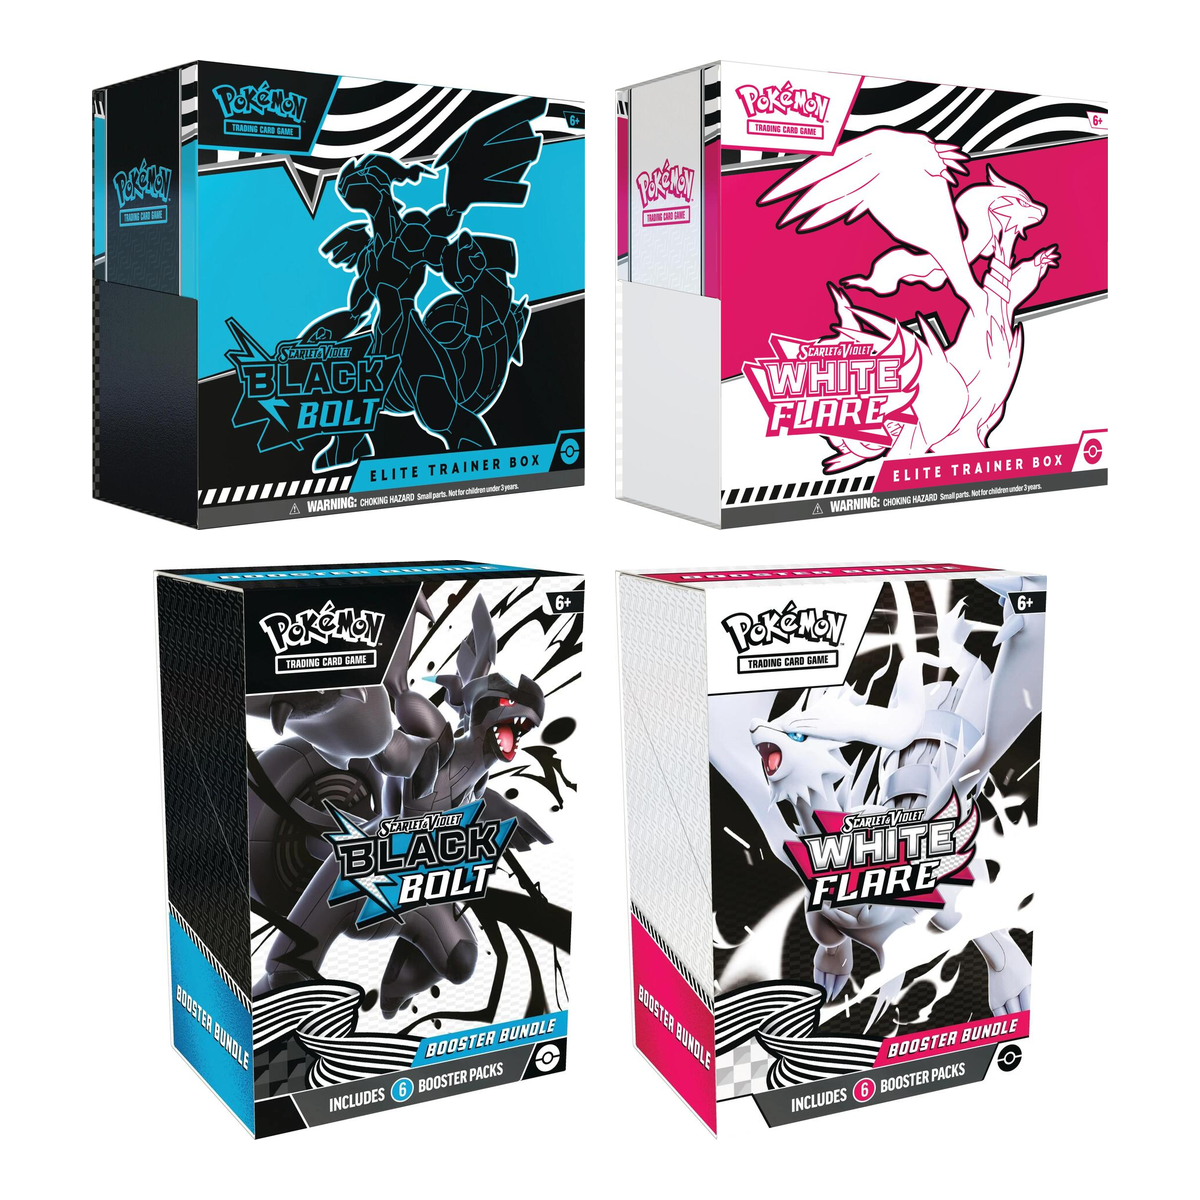 POKéMON
TRADING CARD GAME
6+
POKéMON
TRADING CARD GAME
SCARLET & VIOLET
BLACK
BOLT
ELITE TRAINER BOX
WARNING: CHOKING HAZARD Small parts. Not for children under 3 years.
POKéMON
TRADING CARD GAME
6+
POKéMON
TRADING CARD GAME
SCARLET & VIOLET
WHITE
FLARE
ELITE TRAINER BOX
WARNING: CHOKING HAZARD Small parts. Not for children under 3 years.
BOOSTER BUNDLE
POKéMON
TRADING CARD GAME
6+
SCARLET & VIOLET
BLACK
BOLT
BOOSTER BUNDLE
BOOSTER BUNDLE
INCLUDES 6 BOOSTER PACKS
BOOSTER BUNDLE
POKéMON
TRADING CARD GAME
6+
SCARLET & VIOLET
WHITE
FLARE
BOOSTER BUNDLE
BOOSTER BUNDLE
INCLUDES 6 BOOSTER PACKS